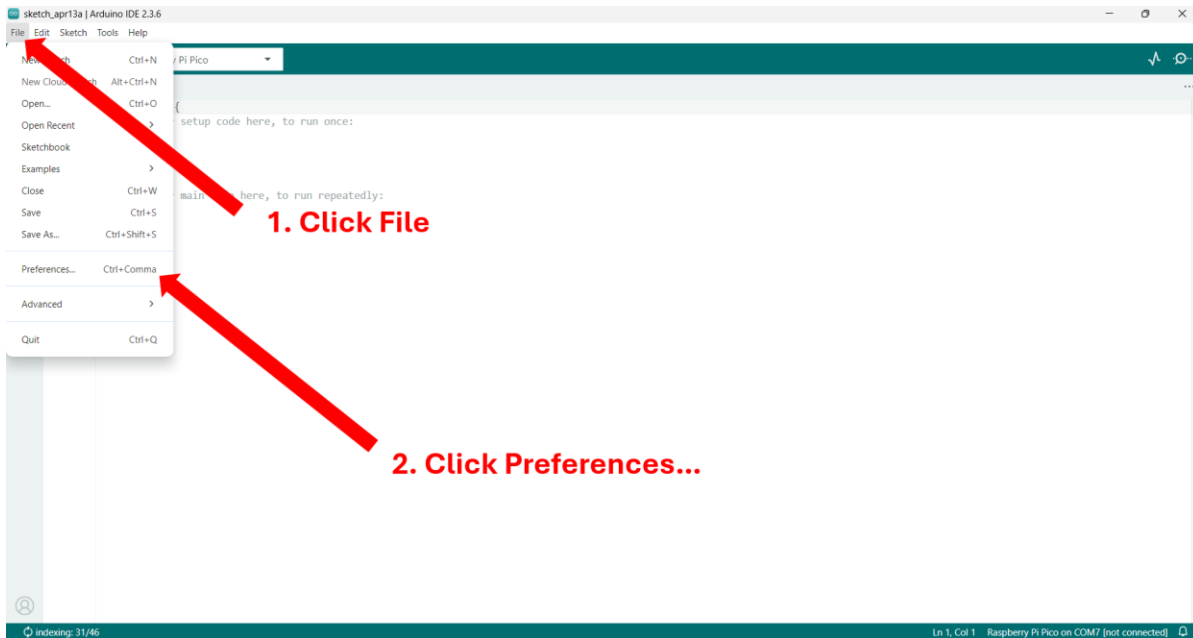 sketch_apr13a | Arduino IDE 2.3.6
File Edit Sketch Tools Help
Ctrl+N
Pi Pico
New Cloud Alt+Ctrl+N
Open... Ctrl+O
{
Open Recent >
setup code here, to run once:
Sketchbook
Examples >
Close Ctrl+W
main here, to run repeatedly:
Save Ctrl+S
1. Click File
Save As... Ctrl+Shift+S
Preferences... Ctrl+Comma
Advanced >
Quit Ctrl+Q
2. Click Preferences...
indexing: 31/46
Ln 1, Col 1 Raspberry Pi Pico on COM7 [not connected]